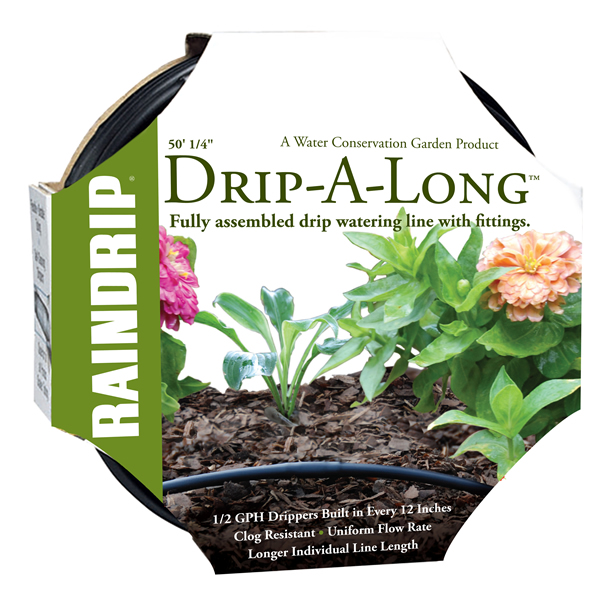 50' 1/4"
A Water Conservation Garden Product
DRIP-A-LONG™
Fully assembled drip watering line with fittings.
RAINDRIP®
1/2 GPH Drippers Built in Every 12 Inches
Clog Resistant • Uniform Flow Rate
Longer Individual Line Length